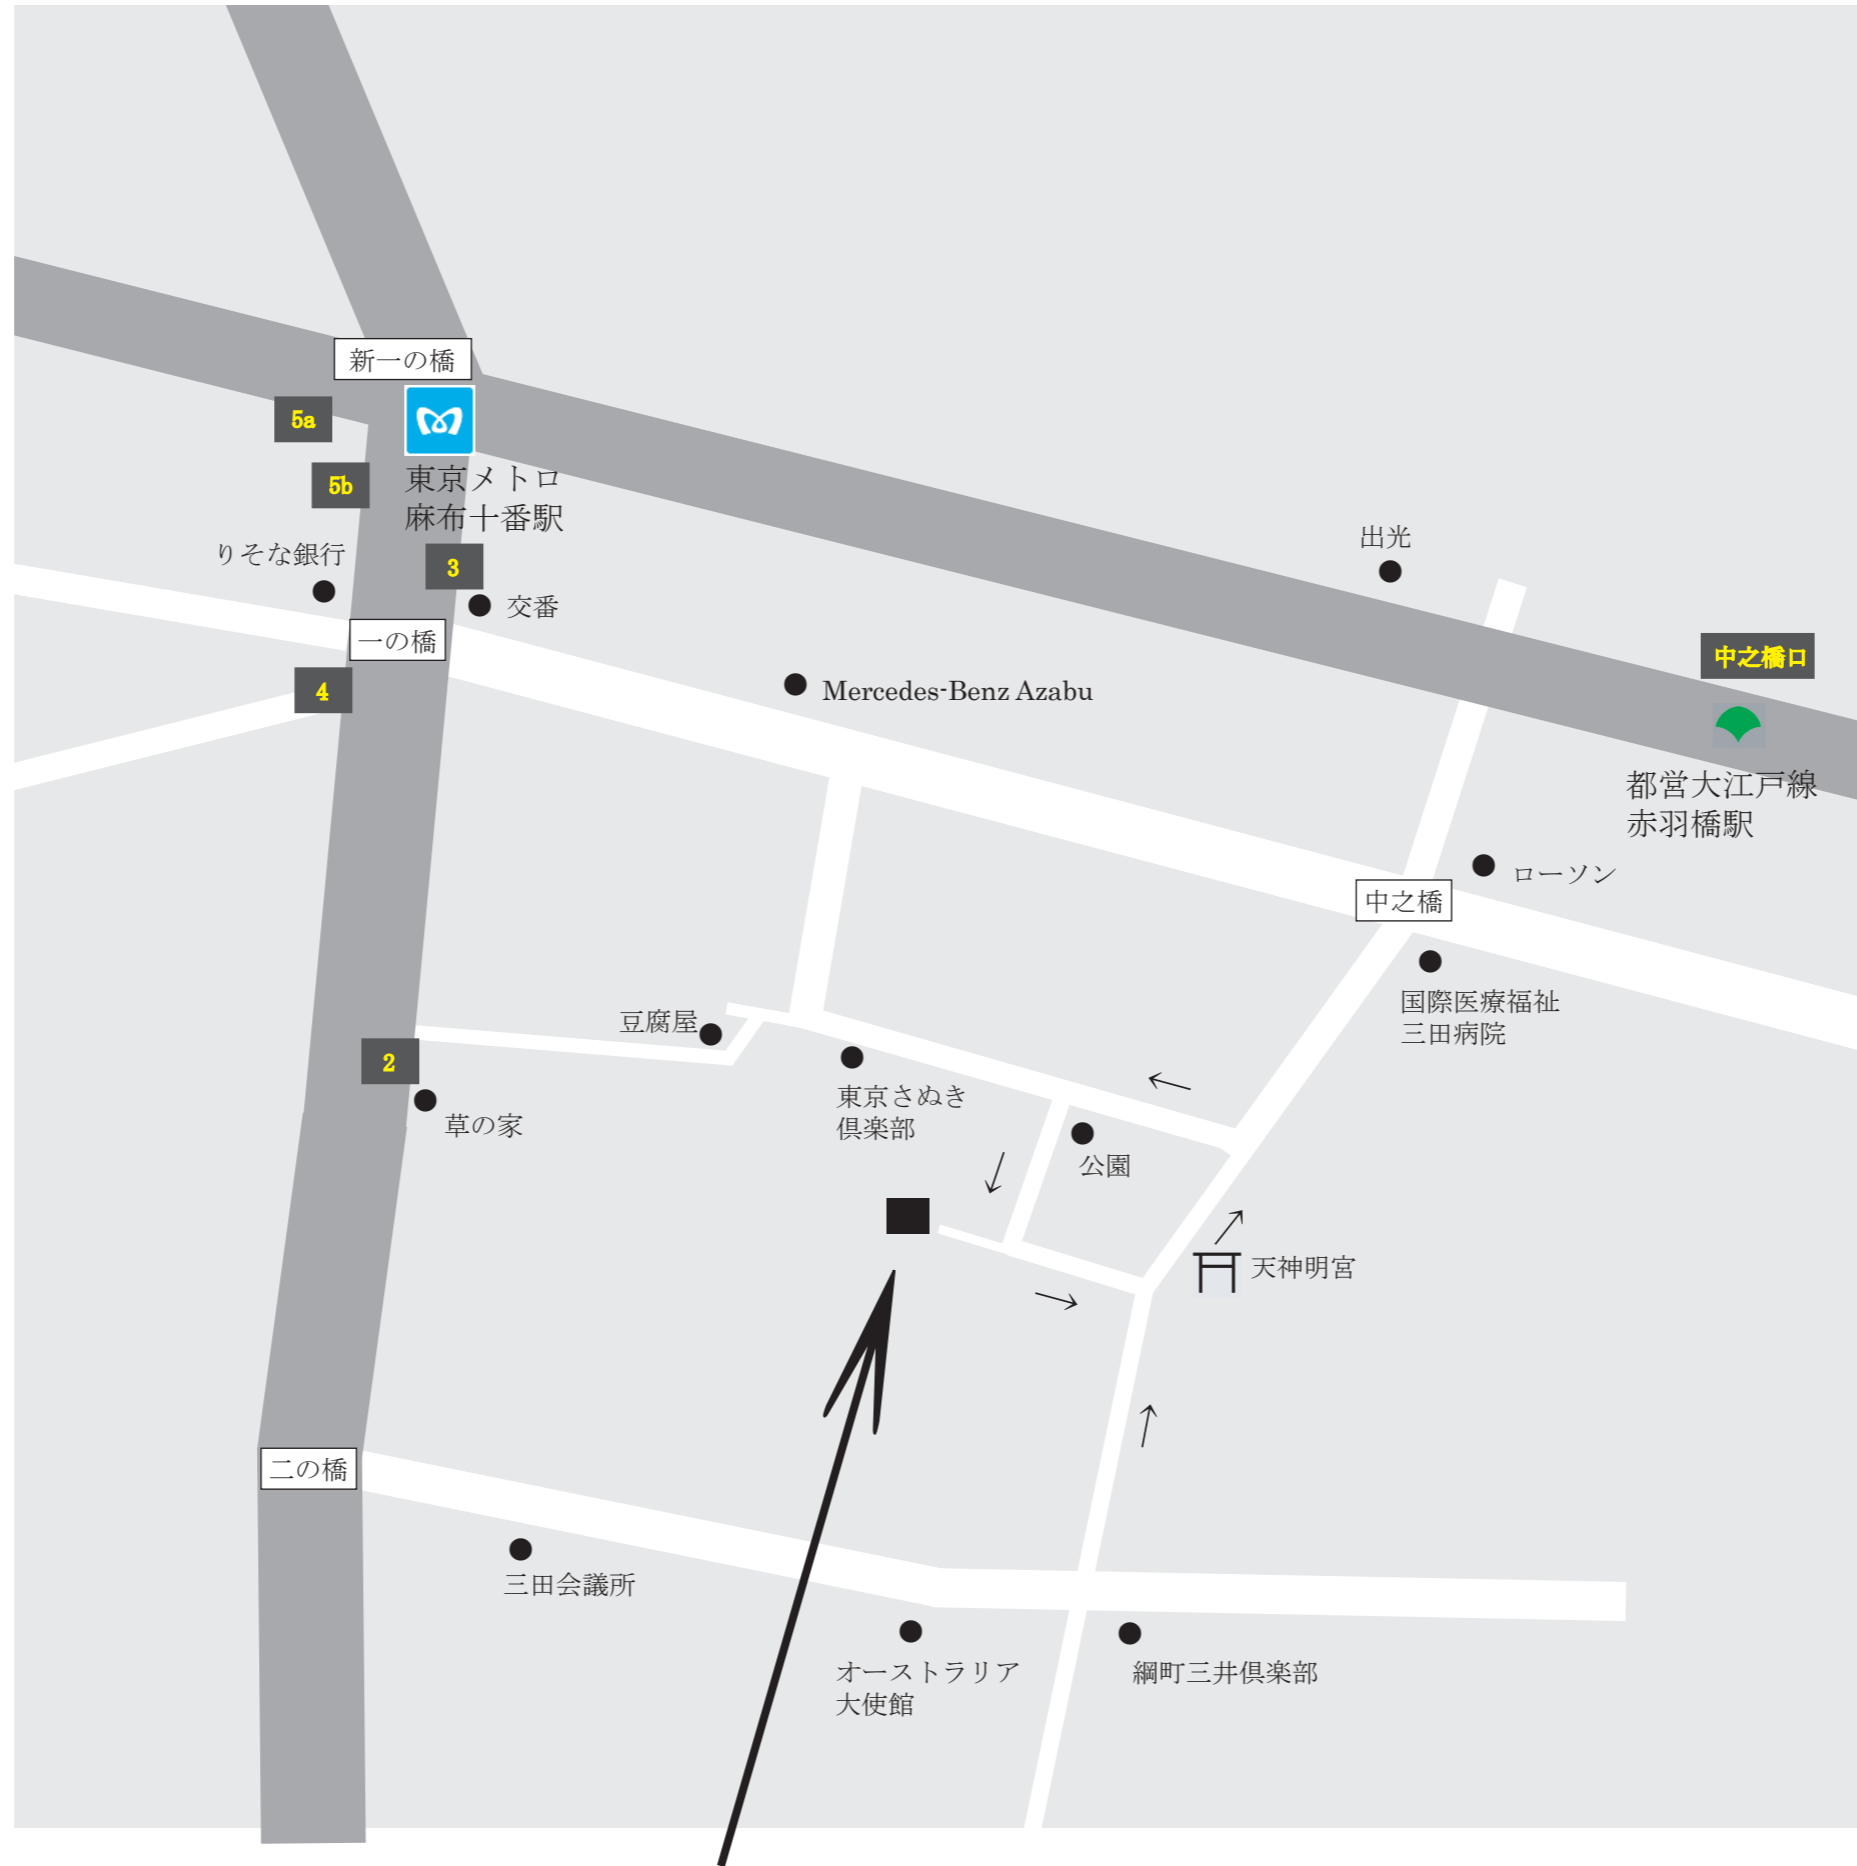 新一の橋
5a
5b
東京メトロ
麻布十番駅
りそな銀行
3
交番
一の橋
4
Mercedes-Benz Azabu
出光
中之橋口
都営大江戸線
赤羽橋駅
ローソン
中之橋
国際医療福祉
三田病院
豆腐屋
2
草の家
東京さぬき
倶楽部
公園
天神明宮
二の橋
三田会議所
オーストラリア
大使館
綱町三井倶楽部